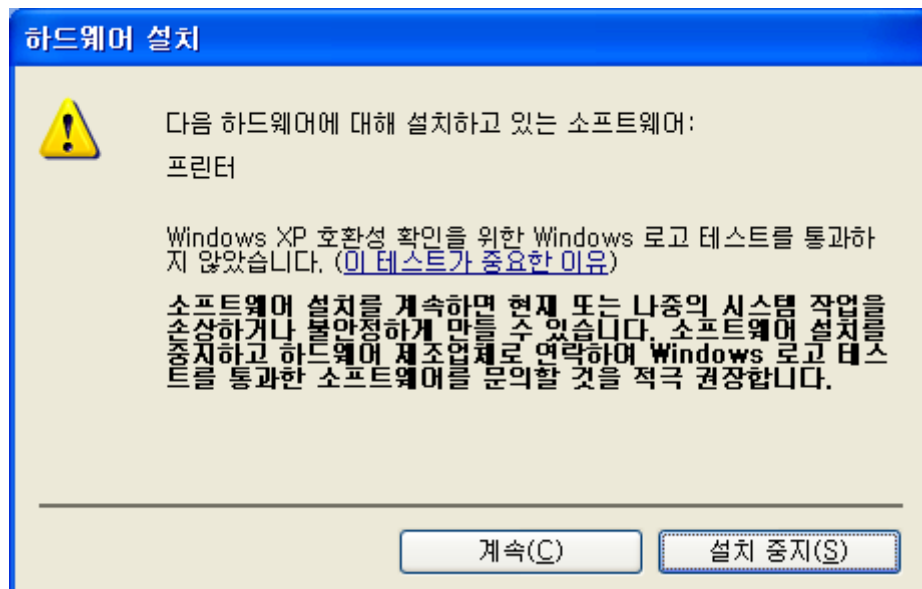 하드웨어 설치
다음 하드웨어에 대해 설치하고 있는 소프트웨어:
프린터
Windows XP 호환성 확인을 위한 Windows 로고 테스트를 통과하
지 않았습니다. (이 테스트가 중요한 이유)
소프트웨어 설치를 계속하면 현재 또는 나중의 시스템 작업을
손상하거나 불안정하게 만들 수 있습니다. 소프트웨어 설치를
중지하고 하드웨어 제조업체로 연락하여 Windows 로고 테스
트를 통과한 소프트웨어를 문의할 것을 적극 권장합니다.
계속(C) 설치 중지(S)